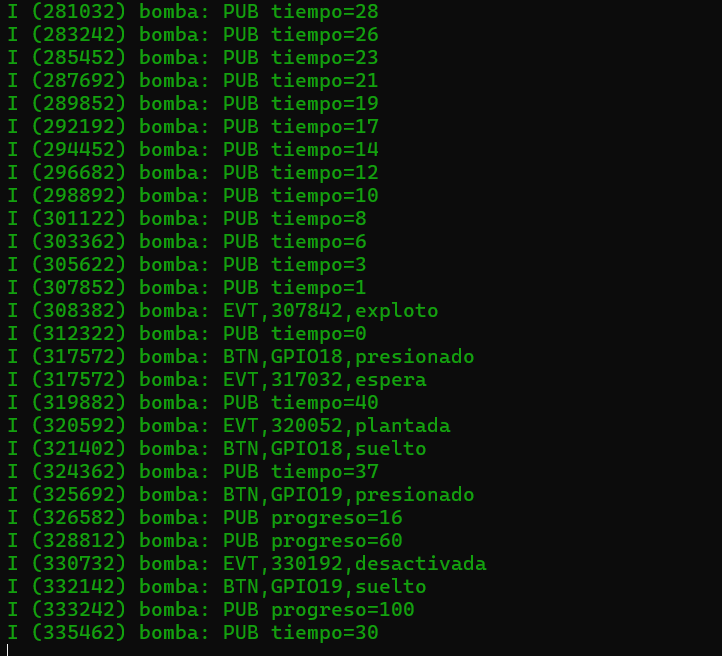 I (281032) bomba: PUB tiempo=28
I (283242) bomba: PUB tiempo=26
I (285452) bomba: PUB tiempo=23
I (287692) bomba: PUB tiempo=21
I (289852) bomba: PUB tiempo=19
I (292192) bomba: PUB tiempo=17
I (294452) bomba: PUB tiempo=14
I (296682) bomba: PUB tiempo=12
I (298892) bomba: PUB tiempo=10
I (301122) bomba: PUB tiempo=8
I (303362) bomba: PUB tiempo=6
I (305622) bomba: PUB tiempo=3
I (307852) bomba: PUB tiempo=1
I (308382) bomba: EVT,307842,exploto
I (312322) bomba: PUB tiempo=0
I (317572) bomba: BTN,GPIO18,presionado
I (317572) bomba: EVT,317032,espera
I (319882) bomba: PUB tiempo=40
I (320592) bomba: EVT,320052,plantada
I (321402) bomba: BTN,GPIO18,suelto
I (324362) bomba: PUB tiempo=37
I (325692) bomba: BTN,GPIO19,presionado
I (326582) bomba: PUB progreso=16
I (328812) bomba: PUB progreso=60
I (330732) bomba: EVT,330192,desactivada
I (332142) bomba: BTN,GPIO19,suelto
I (333242) bomba: PUB progreso=100
I (335462) bomba: PUB tiempo=30